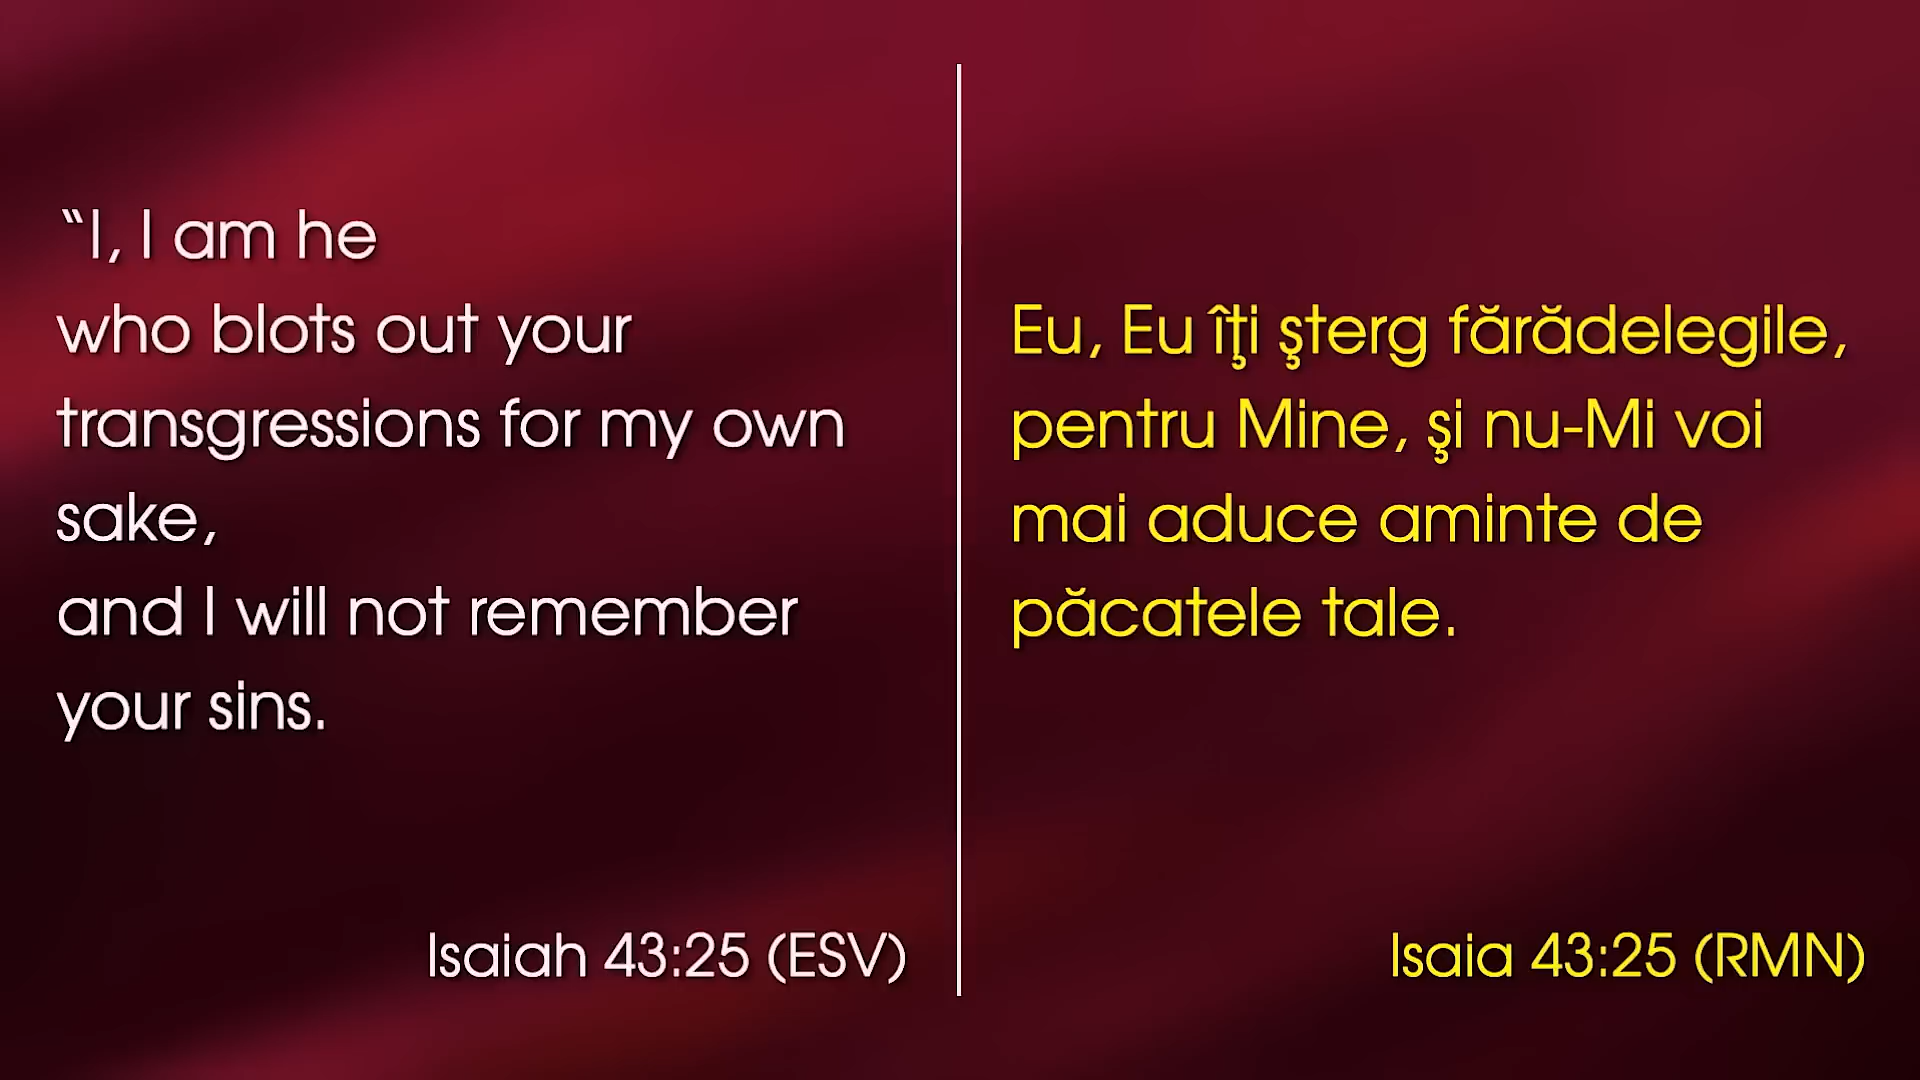 “I, I am he
who blots out your
transgressions for my own
sake,
and I will not remember
your sins.
Isaiah 43:25 (ESV)
Eu, Eu îţi şterg fărădelegile,
pentru Mine, şi nu-Mi voi
mai aduce aminte de
păcatele tale.
Isaia 43:25 (RMN)